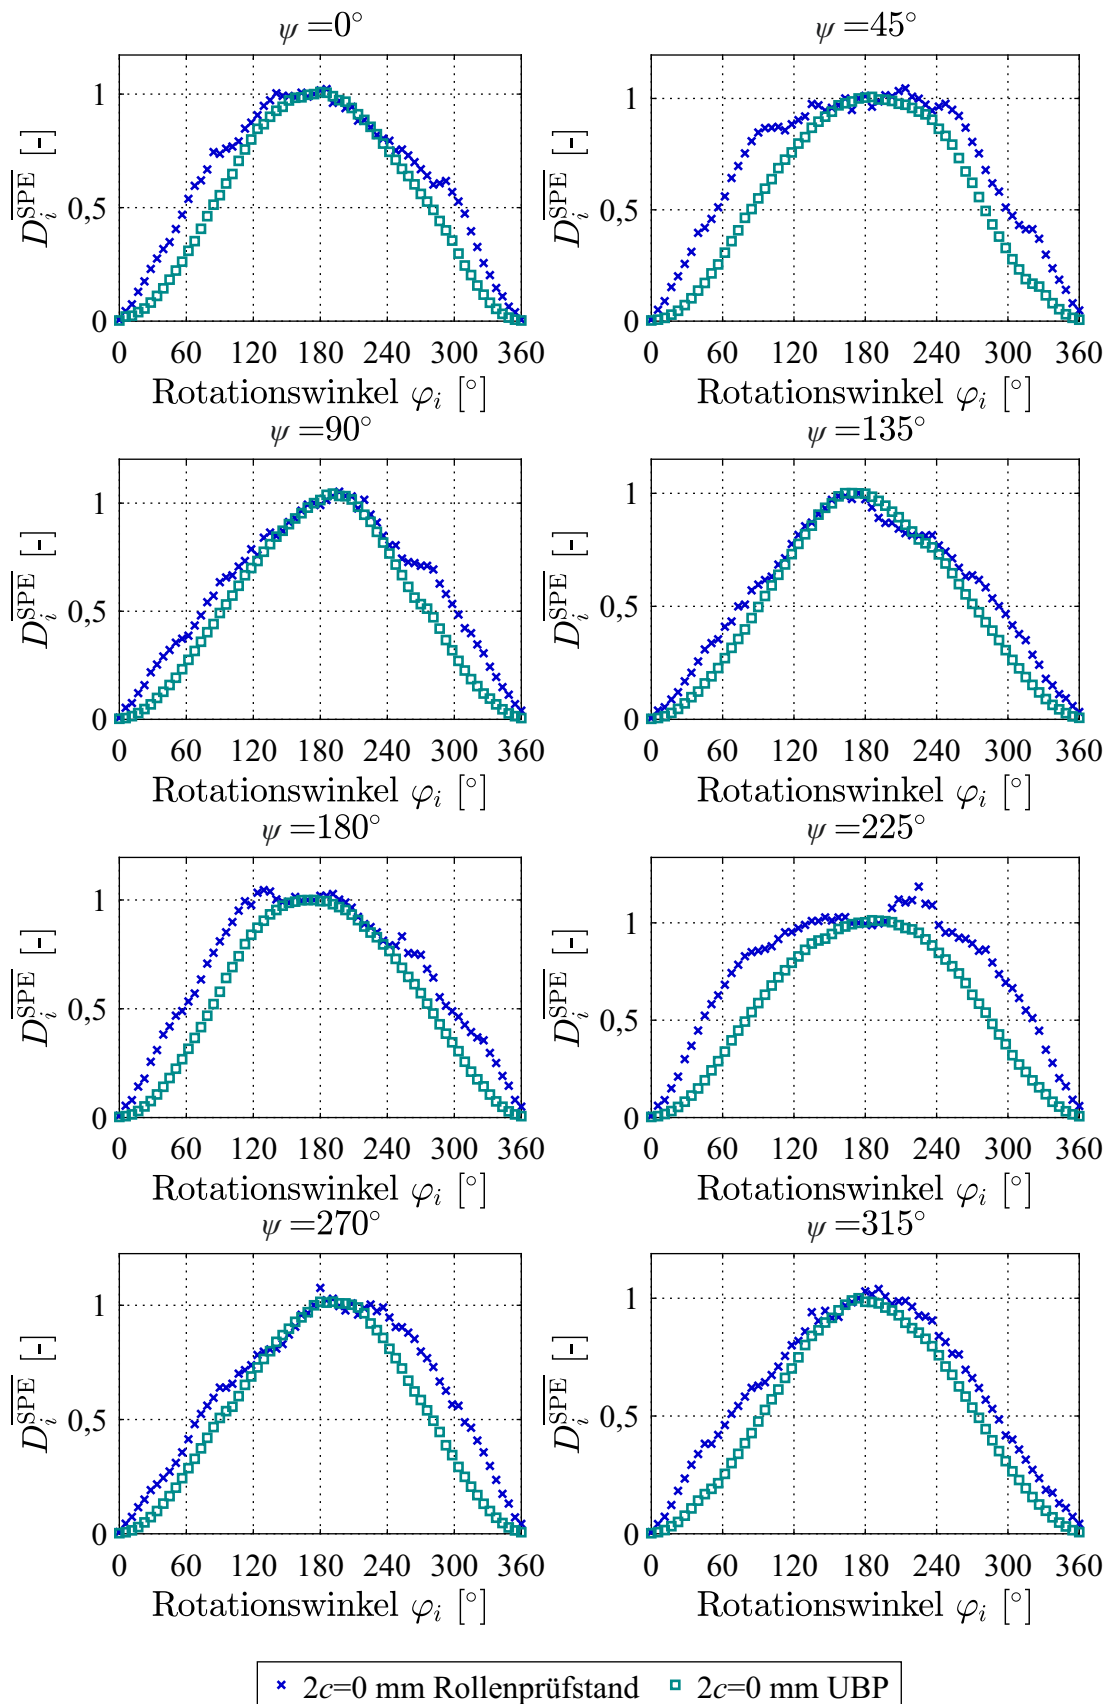 ψ =0°
D_i^SPE [-]
1
0,5
0
0 60 120 180 240 300 360
Rotationswinkel φ_i [°]
ψ =45°
D_i^SPE [-]
1
0,5
0
0 60 120 180 240 300 360
Rotationswinkel φ_i [°]
ψ =90°
D_i^SPE [-]
1
0,5
0
0 60 120 180 240 300 360
Rotationswinkel φ_i [°]
ψ =135°
D_i^SPE [-]
1
0,5
0
0 60 120 180 240 300 360
Rotationswinkel φ_i [°]
ψ =180°
D_i^SPE [-]
1
0,5
0
0 60 120 180 240 300 360
Rotationswinkel φ_i [°]
ψ =225°
D_i^SPE [-]
1
0,5
0
0 60 120 180 240 300 360
Rotationswinkel φ_i [°]
ψ =270°
D_i^SPE [-]
1
0,5
0
0 60 120 180 240 300 360
Rotationswinkel φ_i [°]
ψ =315°
D_i^SPE [-]
1
0,5
0
0 60 120 180 240 300 360
Rotationswinkel φ_i [°]
2c=0 mm Rollenprüfstand 2c=0 mm UBP